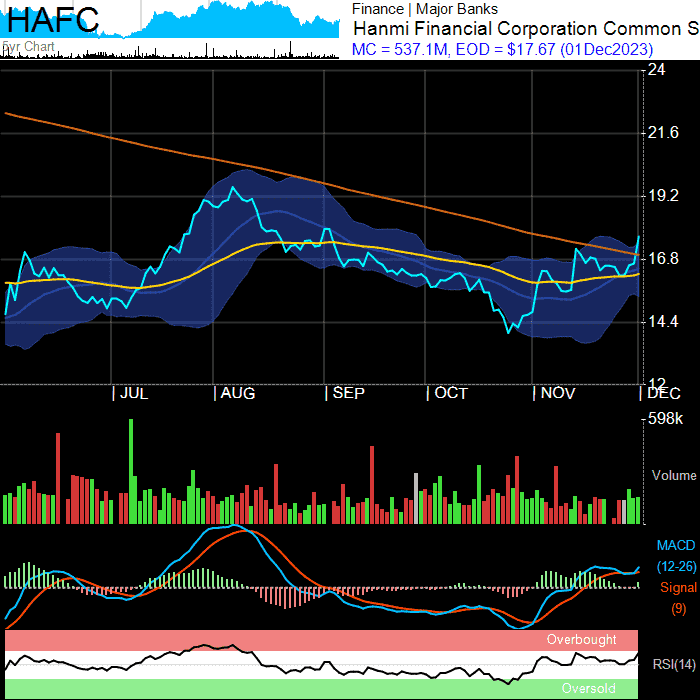 HAFC
5yr Chart
Finance | Major Banks
Hanmi Financial Corporation Common S
MC = 537.1M, EOD = $17.67 (01Dec2023)
24
21.6
19.2
16.8
14.4
12
JUL
AUG
SEP
OCT
NOV
DEC
598k
Volume
MACD
(12-26)
Signal
(9)
Overbought
RSI(14)
Oversold